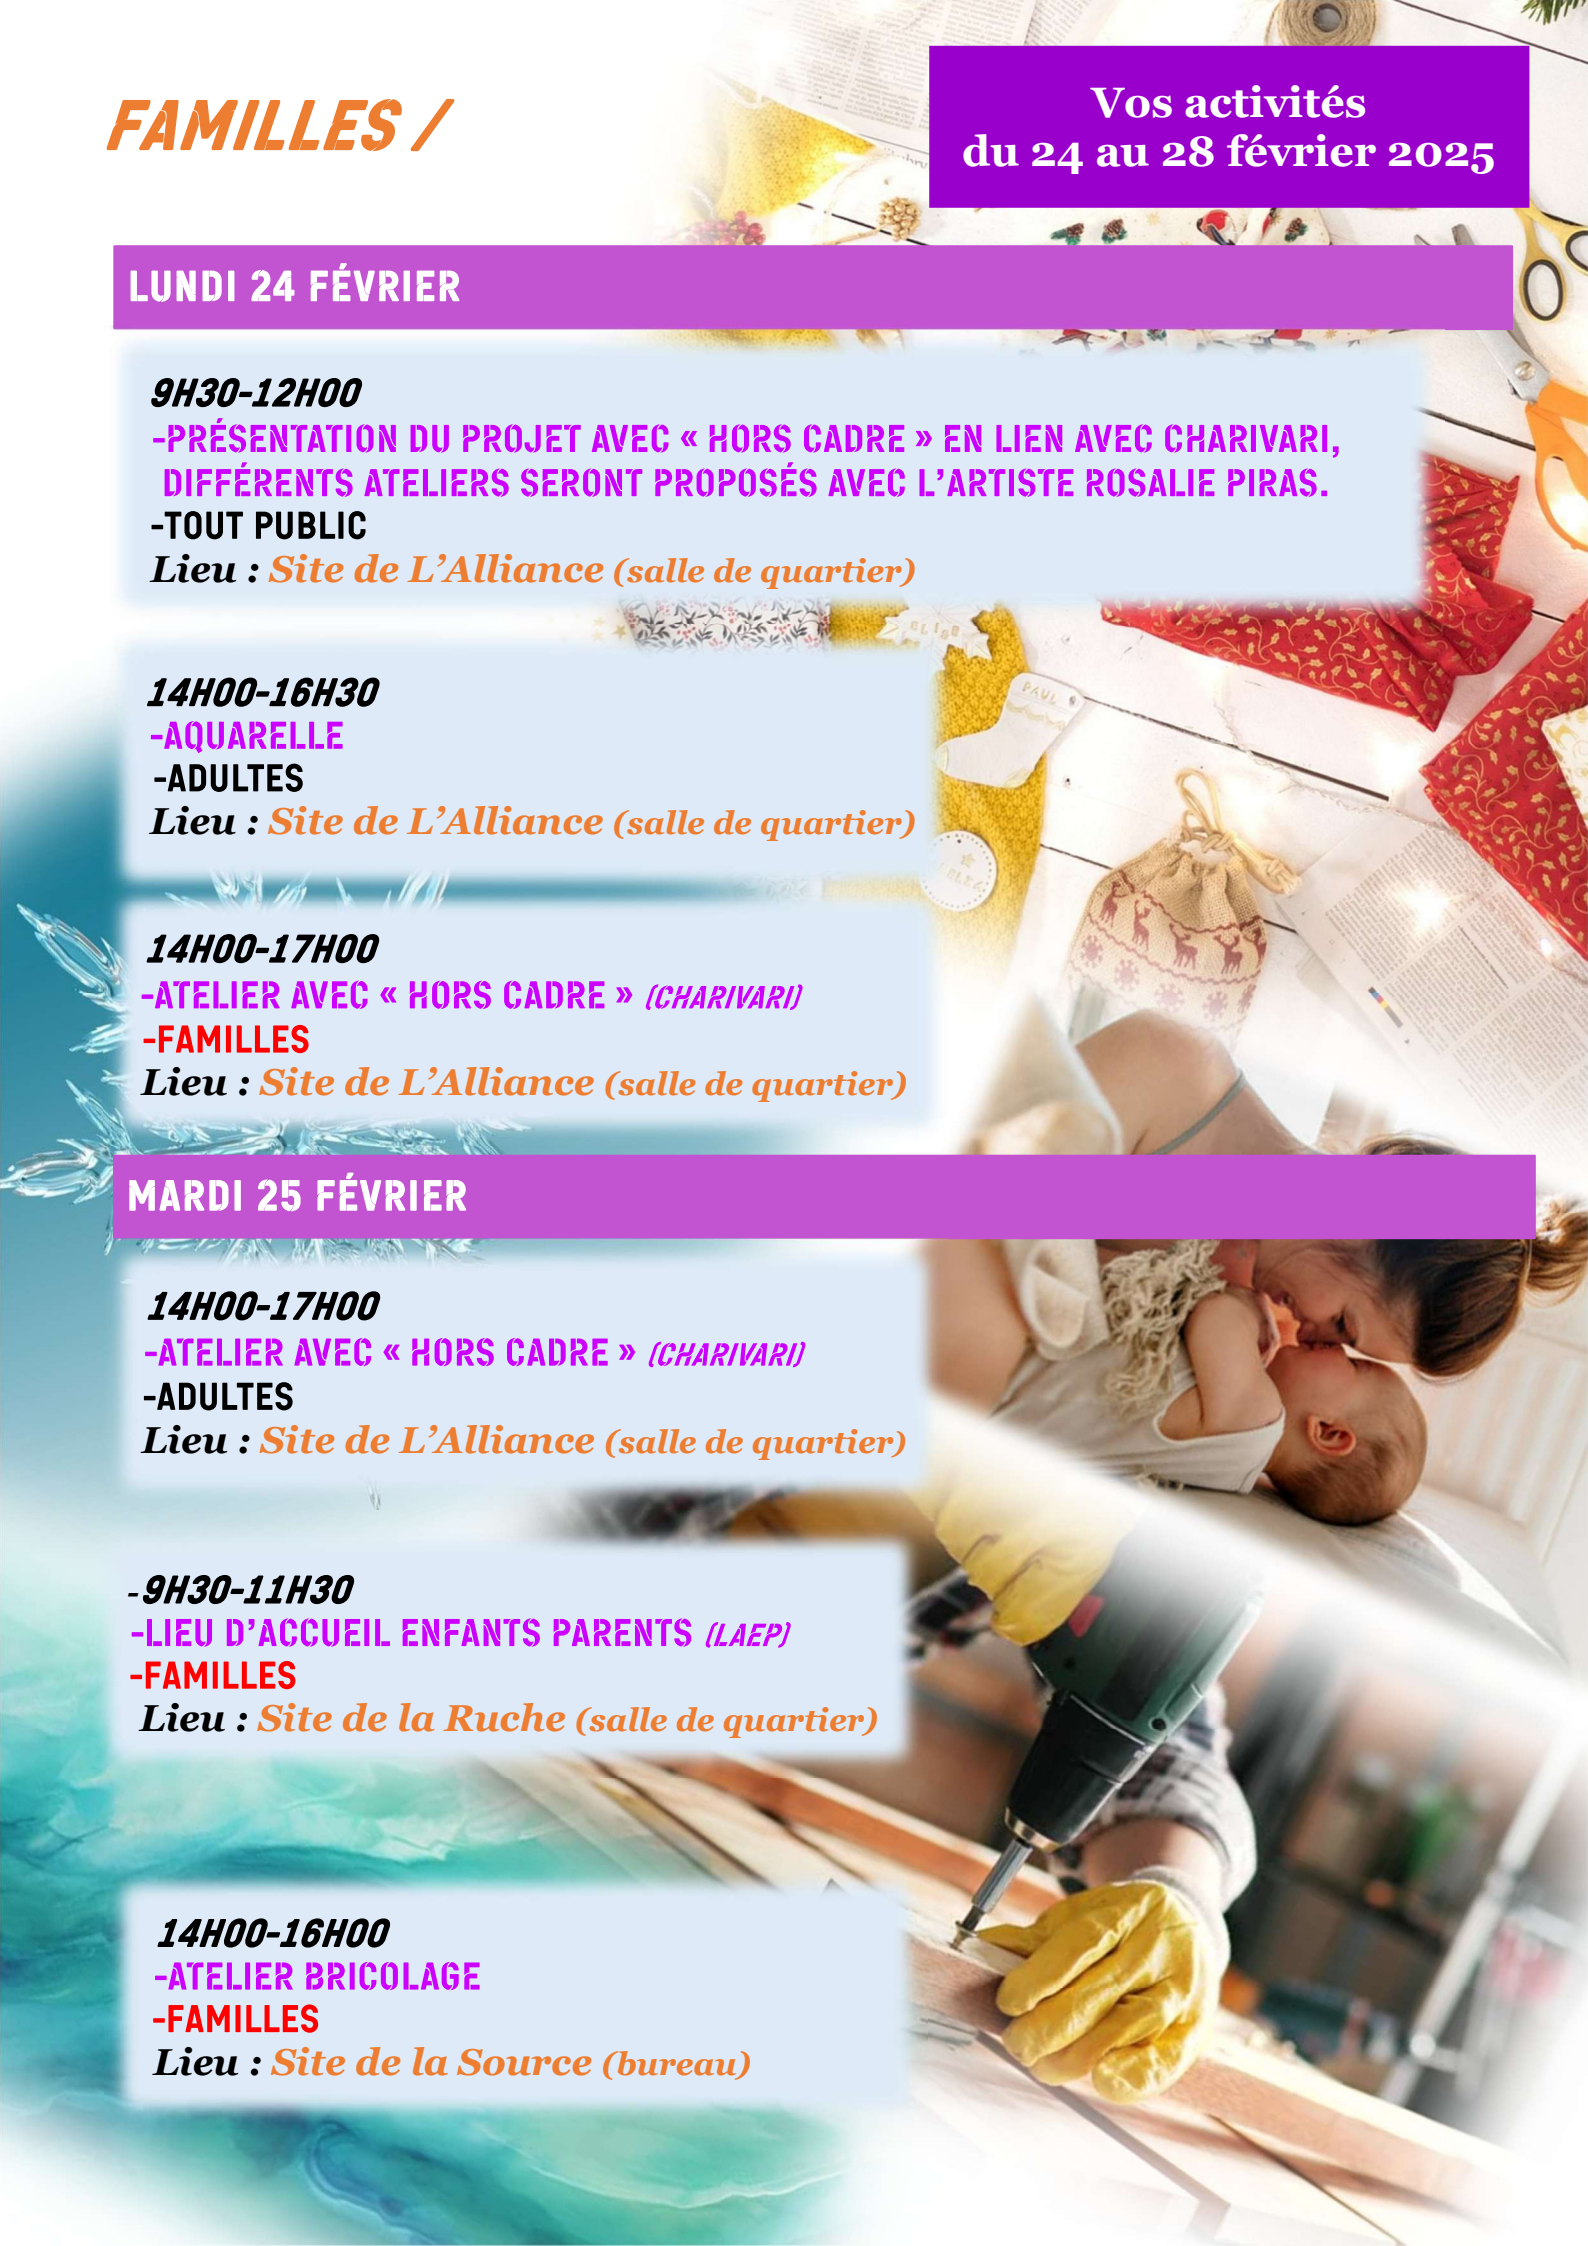 FAMILLES /
Vos activités
du 24 au 28 février 2025
LUNDI 24 FÉVRIER
9H30-12H00
-PRÉSENTATION DU PROJET AVEC « HORS CADRE » EN LIEN AVEC CHARIVARI,
DIFFÉRENTS ATELIERS SERONT PROPOSÉS AVEC L’ARTISTE ROSALIE PIRAS.
-TOUT PUBLIC
Lieu : Site de L’Alliance (salle de quartier)
14H00-16H30
-AQUARELLE
-ADULTES
Lieu : Site de L’Alliance (salle de quartier)
PAUL
14H00-17H00
-ATELIER AVEC « HORS CADRE » (CHARIVARI)
-FAMILLES
Lieu : Site de L’Alliance (salle de quartier)
MARDI 25 FÉVRIER
14H00-17H00
-ATELIER AVEC « HORS CADRE » (CHARIVARI)
-ADULTES
Lieu : Site de L’Alliance (salle de quartier)
-9H30-11H30
-LIEU D’ACCUEIL ENFANTS PARENTS (LAEP)
-FAMILLES
Lieu : Site de la Ruche (salle de quartier)
14H00-16H00
-ATELIER BRICOLAGE
-FAMILLES
Lieu : Site de la Source (bureau)